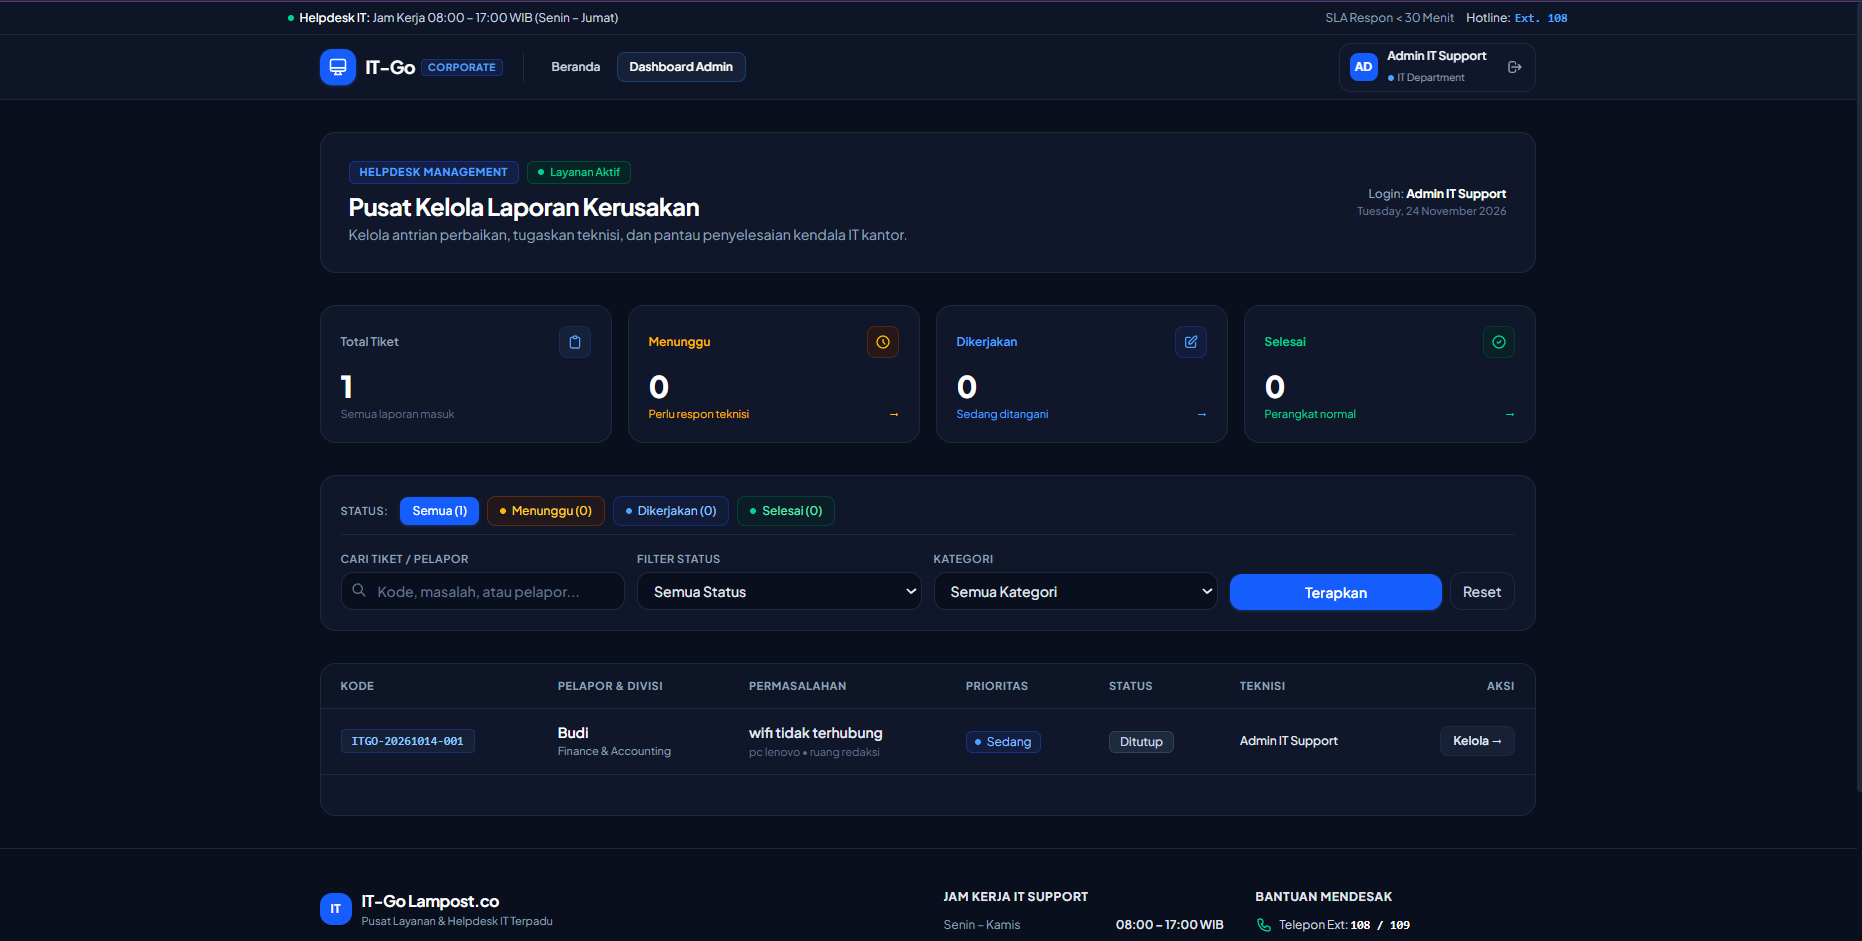 Helpdesk IT: Jam Kerja 08:00 – 17:00 WIB (Senin – Jumat)
SLA Respon < 30 Menit Hotline: Ext. 108
IT-Go CORPORATE Beranda Dashboard Admin
AD Admin IT Support
IT Department
HELPDESK MANAGEMENT Layanan Aktif
Pusat Kelola Laporan Kerusakan
Kelola antrian perbaikan, tugaskan teknisi, dan pantau penyelesaian kendala IT kantor.
Login: Admin IT Support
Tuesday, 24 November 2026
Total Tiket
1
Semua laporan masuk
Menunggu
0
Perlu respon teknisi →
Dikerjakan
0
Sedang ditangani →
Selesai
0
Perangkat normal →
STATUS: Semua (1) Menunggu (0) Dikerjakan (0) Selesai (0)
CARI TIKET / PELAPOR FILTER STATUS KATEGORI
Kode, masalah, atau pelapor... Semua Status Semua Kategori Terapkan Reset
KODE PELAPOR & DIVISI PERMASALAHAN PRIORITAS STATUS TEKNISI AKSI
ITGO-20261014-001 Budi wifi tidak terhubung Sedang Ditutup Admin IT Support Kelola →
Finance & Accounting pc lenovo • ruang redaksi
IT IT-Go Lampost.co
Pusat Layanan & Helpdesk IT Terpadu
JAM KERJA IT SUPPORT
Senin – Kamis 08:00 – 17:00 WIB
BANTUAN MENDESAK
Telepon Ext: 108 / 109